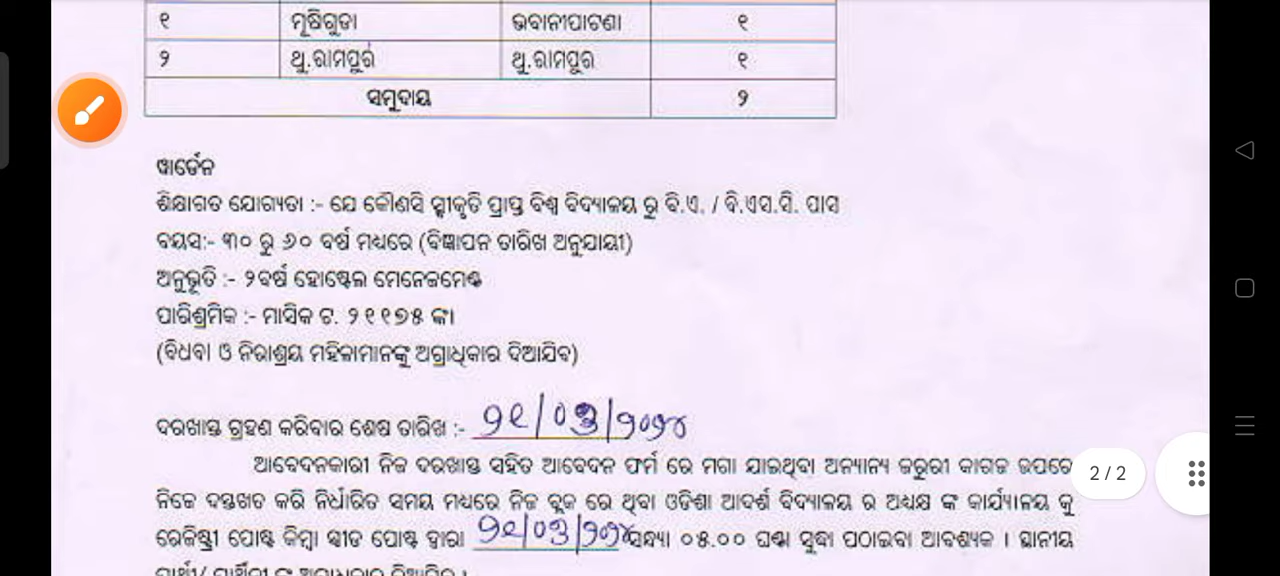 ୧ ମୂଷିଗୁଡା ଭବାନୀପାଟଣା ୧
୨ ଥୁ.ରାମପୁର ଥୁ.ରାମପୁର ୧
ସମୁଦାୟ ୨
ୱାର୍ଡେନ
ଶିକ୍ଷାଗତ ଯୋଗ୍ୟତା :- ଯେ କୌଣସି ସ୍ବୀକୃତି ପ୍ରାପ୍ତ ବିଶ୍ୱ ବିଦ୍ୟାଳୟ ରୁ ବି.ଏ. / ବି.ଏସ.ସି. ପାସ
ବୟସ:- ୩୦ ରୁ ୬୦ ବର୍ଷ ମଧ୍ୟରେ (ବିଜ୍ଞାପନ ତାରିଖ ଅନୁଯାୟୀ)
ଅନୁଭୂତି :- ୨ବର୍ଷ ହୋଷ୍ଟେଲ ମେନେଜମେଣ୍ଟ
ପାରିଶ୍ରମିକ :- ମାସିକ ଟ. ୨୧୧୭୫ ଙ୍କା
(ବିଧବା ଓ ନିରାଶ୍ରୟ ମହିଳାମାନଙ୍କୁ ଅଗ୍ରାଧିକାର ଦିଆଯିବ)
ଦରଖାସ୍ତ ଗ୍ରହଣ କରିବାର ଶେଷ ତାରିଖ :-
ଆବେଦନକାରୀ ନିଜ ଦରଖାସ୍ତ ସହିତ ଆବେଦନ ଫର୍ମ ରେ ମଗା ଯାଇଥିବା ଅନ୍ୟାନ୍ୟ ଜରୁରୀ କାଗଜ ଉପରେ 2/2
ନିଜେ ଦସ୍ତଖତ କରି ନିର୍ଧାରିତ ସମୟ ମଧ୍ୟରେ ନିଜ ବ୍ଲକ ରେ ଥିବା ଓଡିଶା ଆଦର୍ଶ ବିଦ୍ୟାଳୟ ର ଅଧ୍ୟକ୍ଷ ଙ୍କ କାର୍ଯ୍ୟାଳୟ କୁ
ରେଜିଷ୍ଟ୍ରୀ ପୋଷ୍ଟ କିମ୍ବା ସ୍ପୀଡ ପୋଷ୍ଟ ଦ୍ୱାରା ସନ୍ଧ୍ୟା ୦୫.୦୦ ଘଣ୍ଟା ସୁଦ୍ଧା ପଠାଇବା ଆବଶ୍ୟକ । ସ୍ଥାନୀୟ